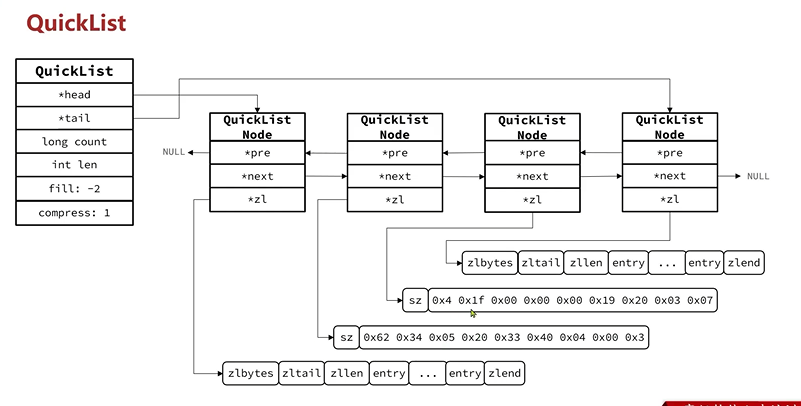 QuickList
QuickList
*head
*tail
long count
int len
fill: -2
compress: 1
NULL
QuickList
Node
*pre
*next
*zl
QuickList
Node
*pre
*next
*zl
QuickList
Node
*pre
*next
*zl
QuickList
Node
*pre
*next
*zl
NULL
zlbytes zltail zllen entry ... entry zlend
sz 0x4 0x1f 0x00 0x00 0x00 0x19 0x20 0x03 0x07
sz 0x62 0x34 0x05 0x20 0x33 0x40 0x04 0x00 0x3
zlbytes zltail zllen entry ... entry zlend